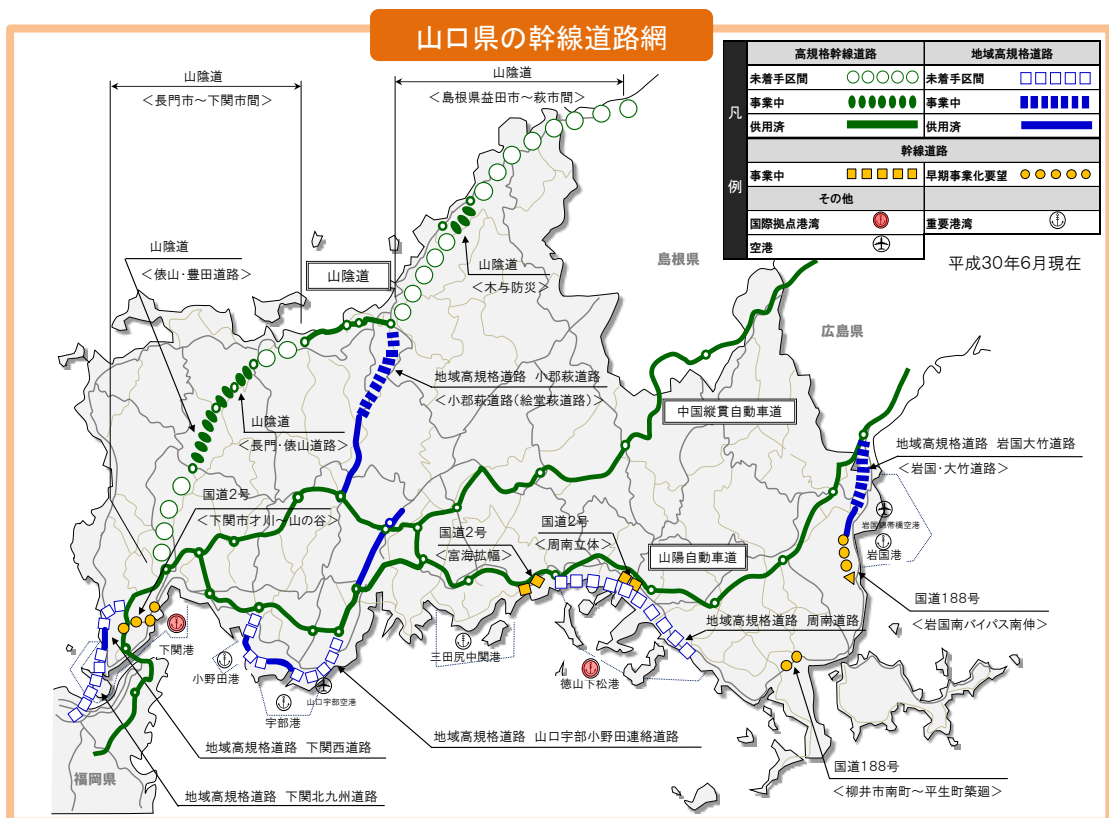 山口県の幹線道路網
凡
例
高規格幹線道路
地域高規格道路
未着手区間
未着手区間
事業中
事業中
供用済
供用済
幹線道路
事業中
早期事業化要望
その他
国際拠点港湾
重要港湾
空港
平成30年6月現在
山陰道
＜長門市～下関市間＞
山陰道
＜島根県益田市～萩市間＞
山陰道
＜俵山・豊田道路＞
山陰道
山陰道
＜木与防災＞
島根県
広島県
地域高規格道路 小郡萩道路
＜小郡萩道路(絵堂萩道路)＞
山陰道
＜長門・俵山道路＞
中国縦貫自動車道
地域高規格道路 岩国大竹道路
＜岩国・大竹道路＞
国道2号
＜下関市才川～山の谷＞
国道2号
＜富海拡幅＞
国道2号
＜周南立体＞
山陽自動車道
岩国錦帯橋空港
岩国港
国道188号
＜岩国南バイパス南伸＞
地域高規格道路 周南道路
下関港
小野田港
宇部港
山口宇部空港
三田尻中関港
徳山下松港
地域高規格道路 山口宇部小野田連絡道路
地域高規格道路 下関西道路
地域高規格道路 下関北九州道路
福岡県
国道188号
＜柳井市南町～平生町築廻＞